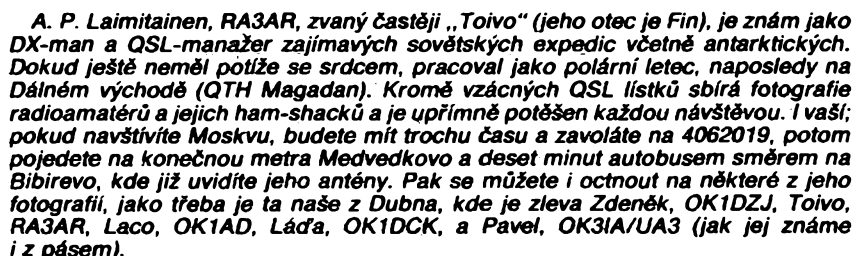 A. P. Laimitainen, RA3AR, zvaný častěji ,,Toivo“ (jeho otec je Fin), je znám jako
DX-man a QSL-manažer zajímavých sovětských expedic včetně antarktických.
Dokud ještě neměl potíže se srdcem, pracoval jako polární letec, naposledy na
Dálném východě (QTH Magadan). Kromě vzácných QSL lístků sbírá fotografie
radioamatérů a jejich ham-shacků a je upřímně potěšen každou návštěvou. I vaší;
pokud navštívíte Moskvu, budete mít trochu času a zavoláte na 4062019, potom
pojedete na konečnou metra Medvedkovo a deset minut autobusem směrem na
Bibirevo, kde již uvidíte jeho antény. Pak se můžete i octnout na některé z jeho
fotografií, jako třeba je ta naše z Dubna, kde je zleva Zdeněk, OK1DZJ, Toivo,
RA3AR, Laco, OK1AD, Láďa, OK1DCK, a Pavel, OK3IA/UA3 (jak jej známe
i z pásem).